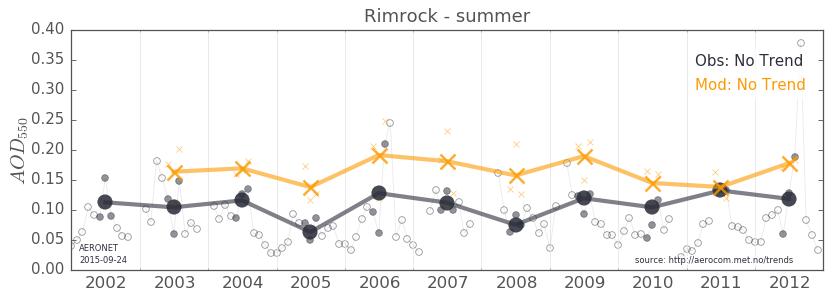 Rimrock - summer
0.40
0.35
0.30
0.25
0.20
0.15
0.10
0.05
0.00
AOD550
Obs: No Trend
Mod: No Trend
AERONET
2015-09-24
source: http://aerocom.met.no/trends
2002 2003 2004 2005 2006 2007 2008 2009 2010 2011 2012